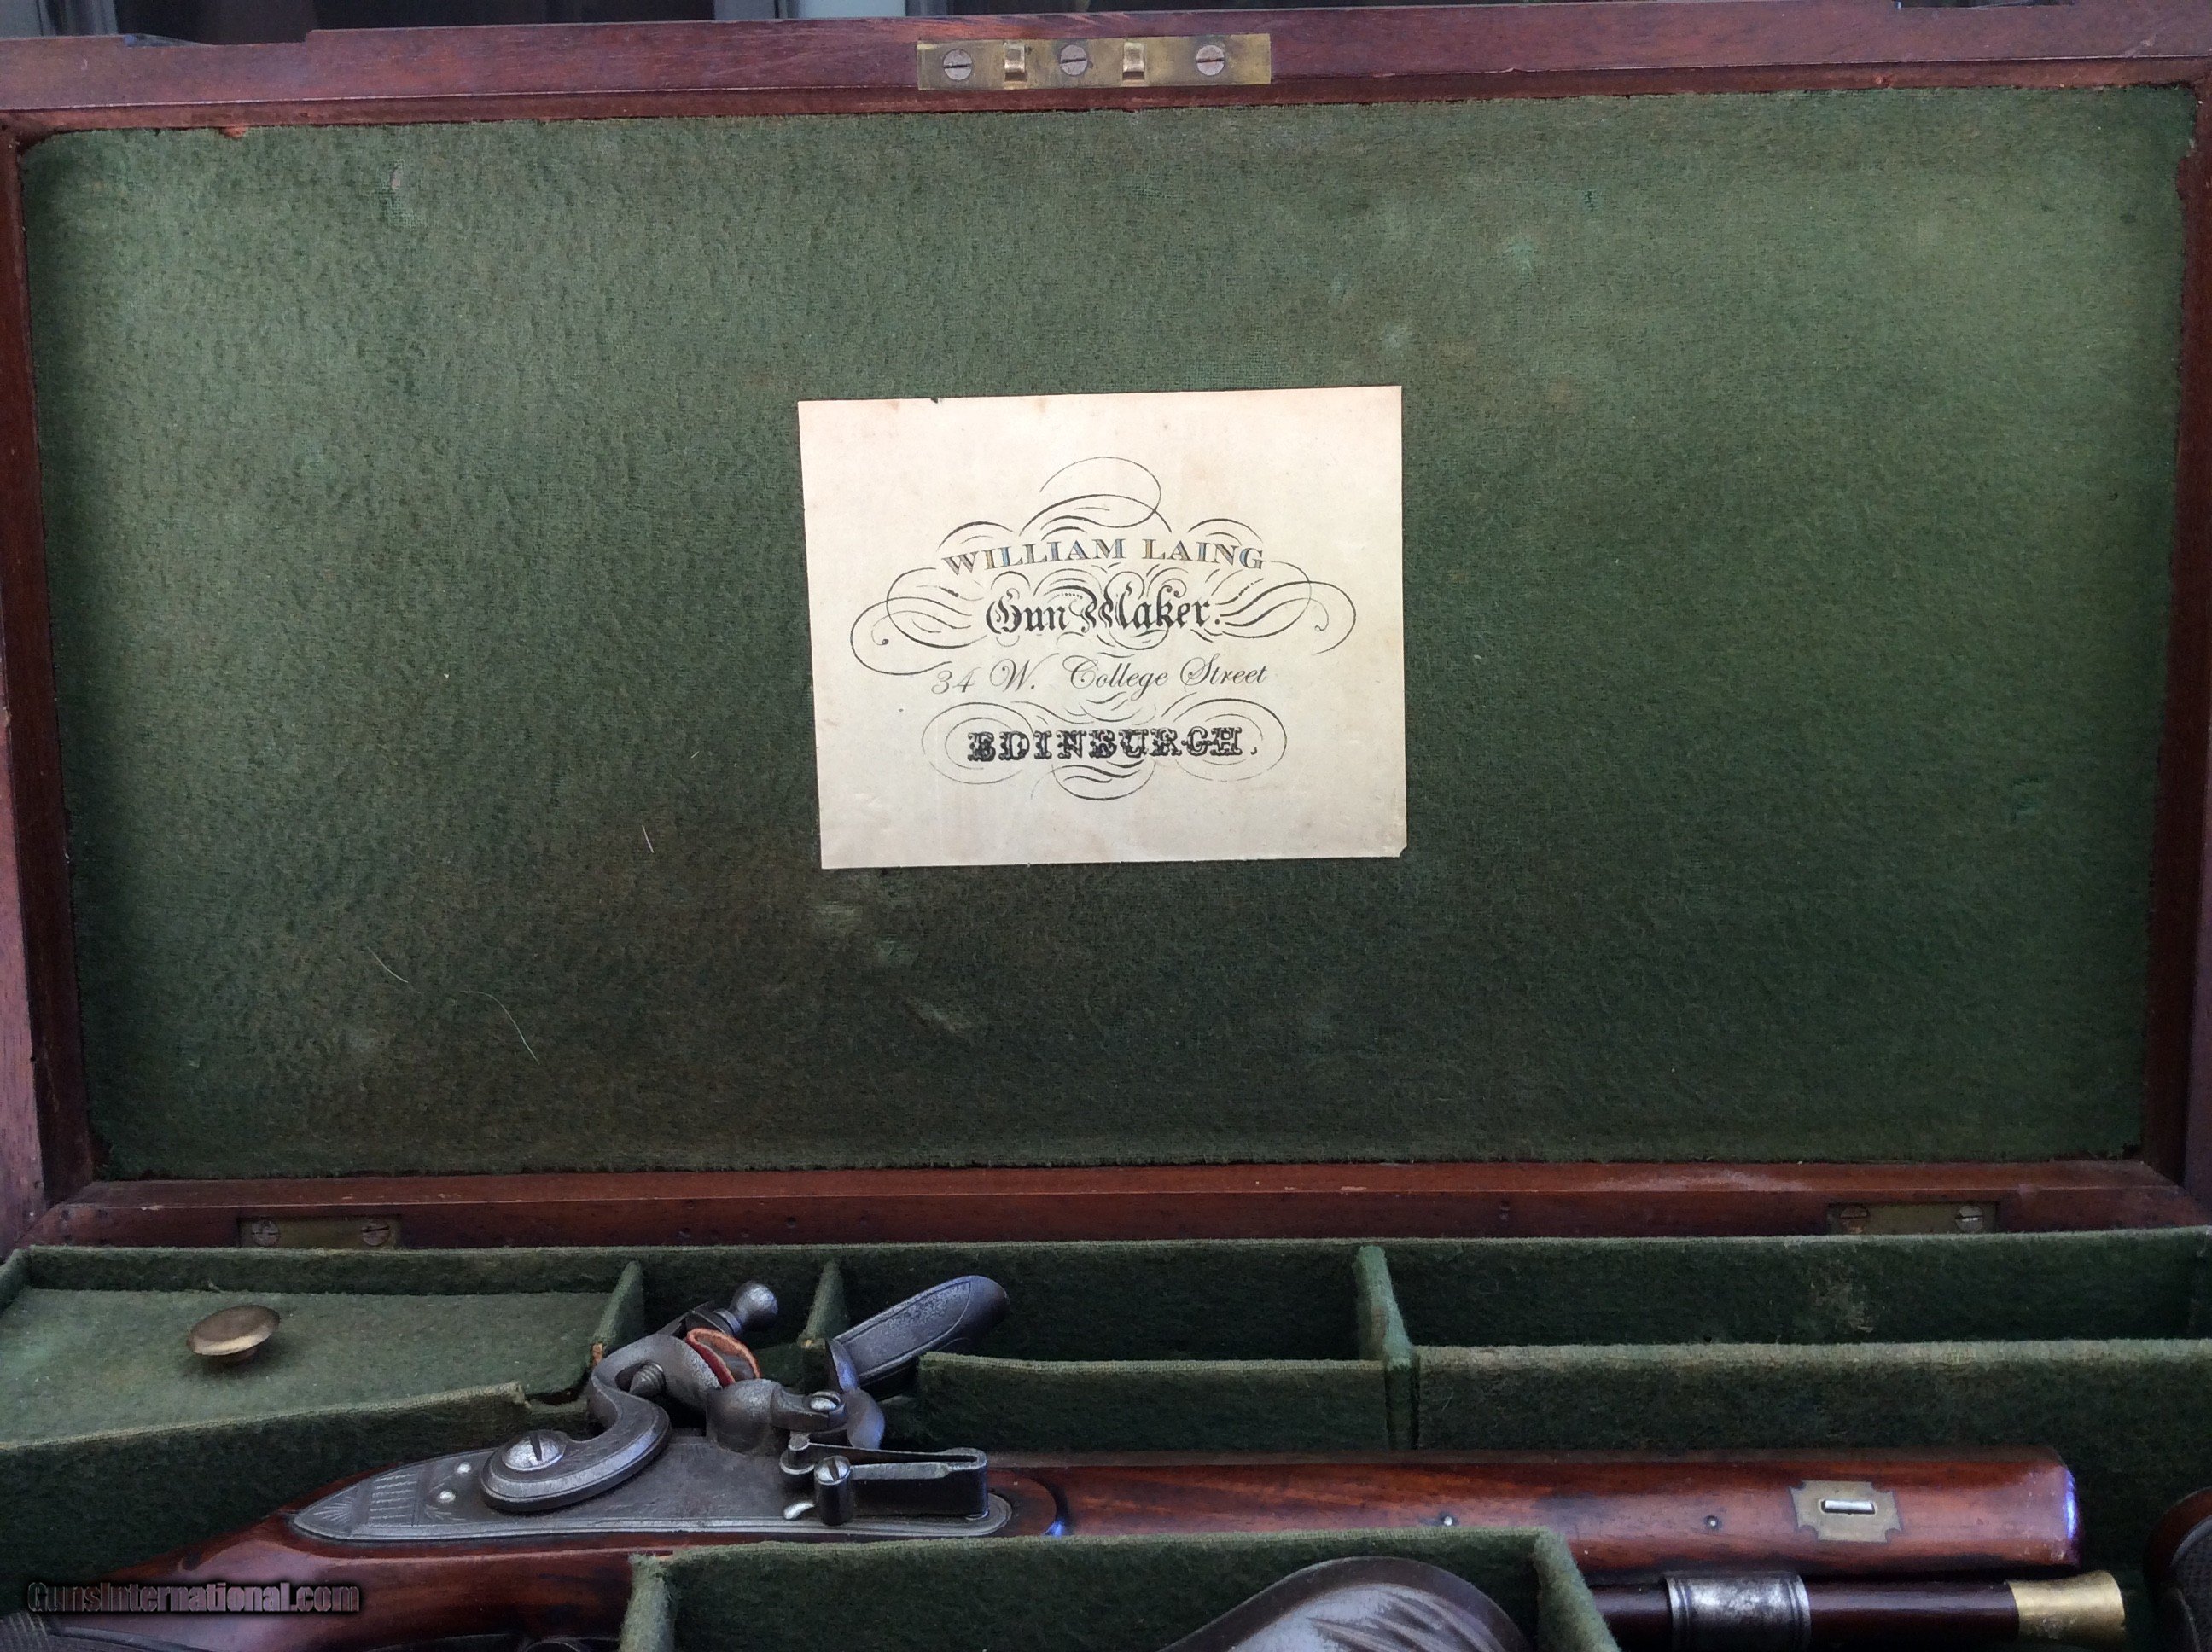 WILLIAM LAING
Gun Maker.
34 W. College Street
EDINBURGH.
GunsInternational.com